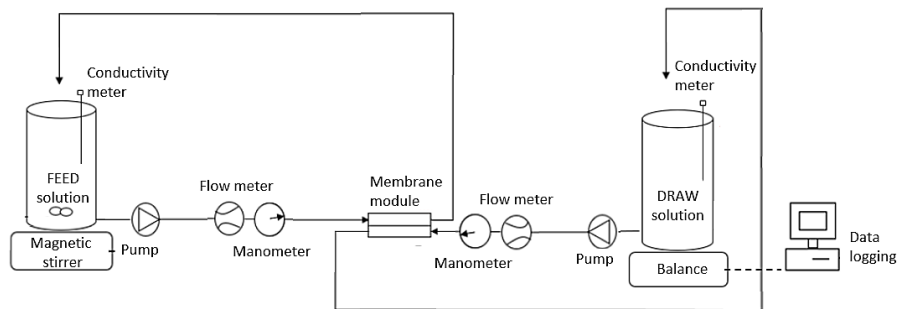 Conductivity
meter
FEED
solution
Magnetic
stirrer
Pump
Flow meter
Manometer
Membrane
module
Flow meter
Manometer
Pump
Conductivity
meter
DRAW
solution
Balance
Data
logging